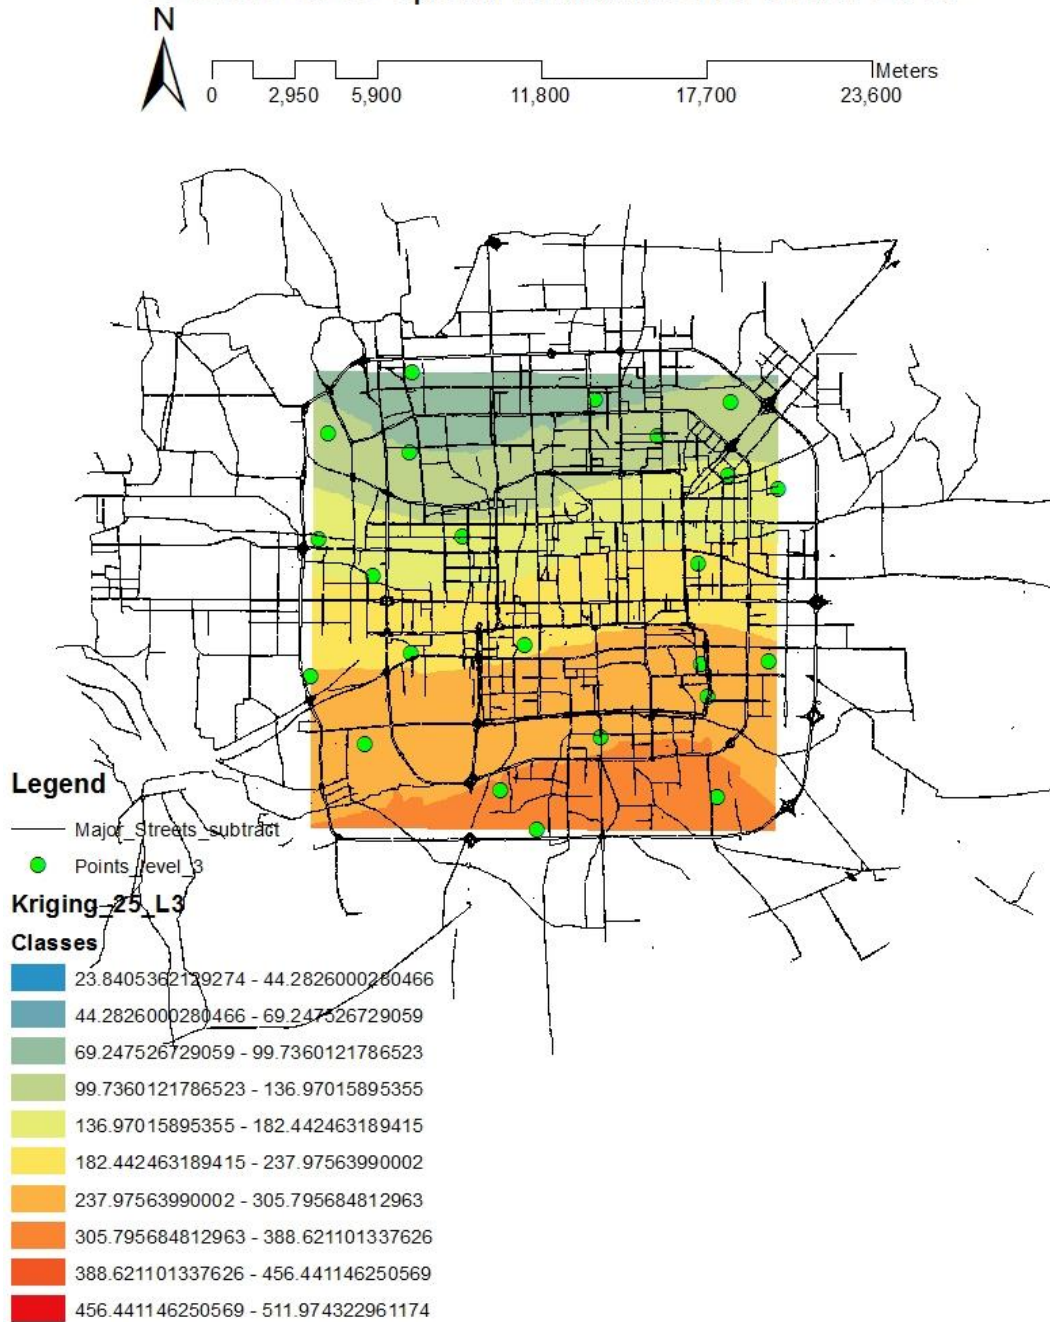 N
Meters
0 2,950 5,900 11,800 17,700 23,600
Legend
Major_Streets_subtract
Points_level_3
Kriging_25_L3
Classes
23.8405362129274 - 44.2826000280466
44.2826000280466 - 69.247526729059
69.247526729059 - 99.7360121786523
99.7360121786523 - 136.97015895355
136.97015895355 - 182.442463189415
182.442463189415 - 237.97563990002
237.97563990002 - 305.795684812963
305.795684812963 - 388.621101337626
388.621101337626 - 456.441146250569
456.441146250569 - 511.974322961174